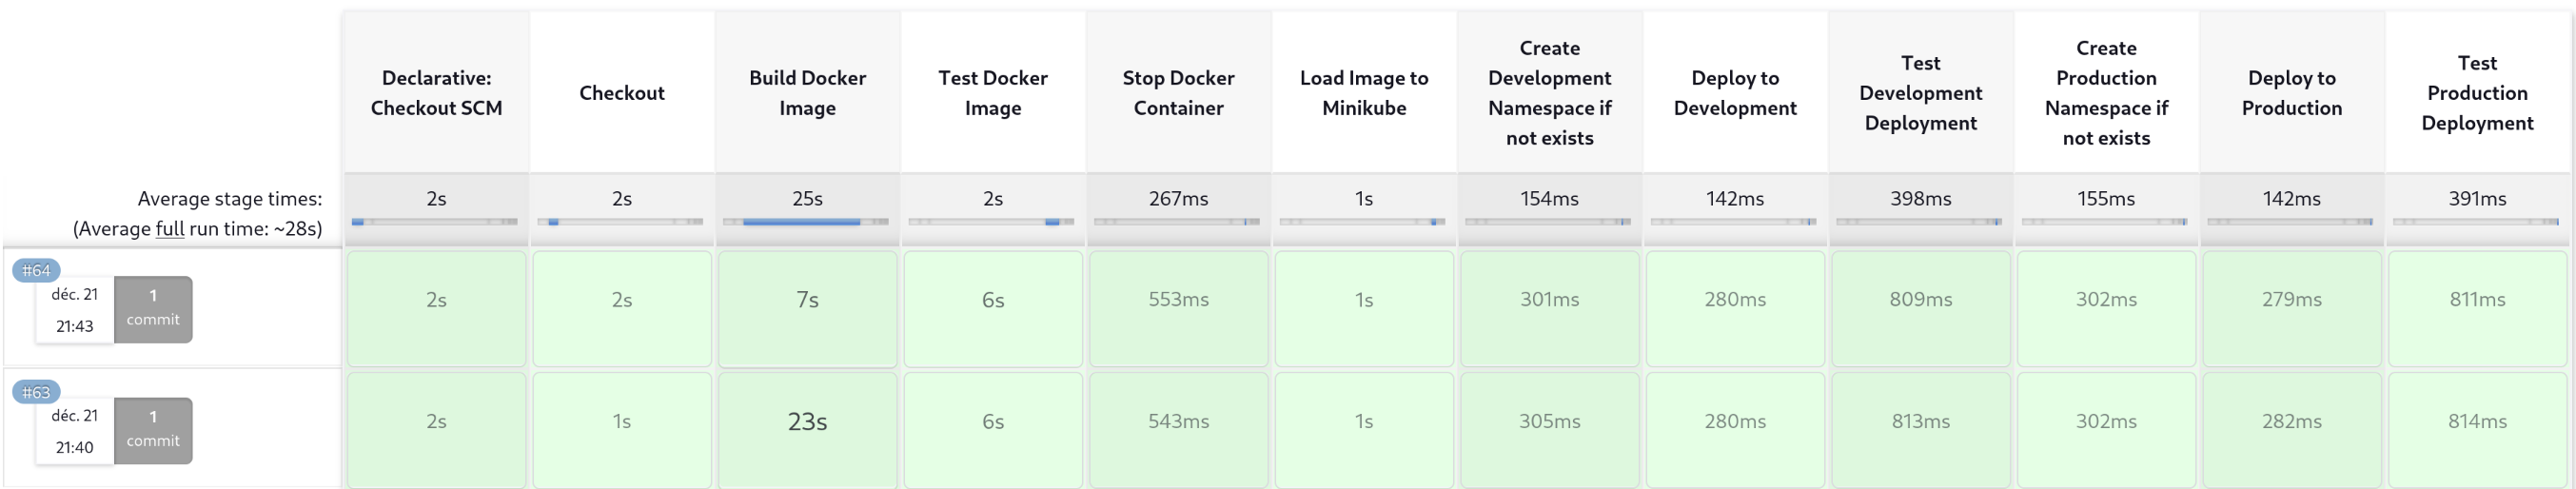 Declarative:
Checkout SCM
Checkout
Build Docker
Image
Test Docker
Image
Stop Docker
Container
Load Image to
Minikube
Create
Development
Namespace if
not exists
Deploy to
Development
Test
Development
Deployment
Create
Production
Namespace if
not exists
Deploy to
Production
Test
Production
Deployment
Average stage times:
(Average full run time: ~28s)
2s
2s
25s
2s
267ms
1s
154ms
142ms
398ms
155ms
142ms
391ms
#64
déc. 21
21:43
1
commit
2s
2s
7s
6s
553ms
1s
301ms
280ms
809ms
302ms
279ms
811ms
#63
déc. 21
21:40
1
commit
2s
1s
23s
6s
543ms
1s
305ms
280ms
813ms
302ms
282ms
814ms